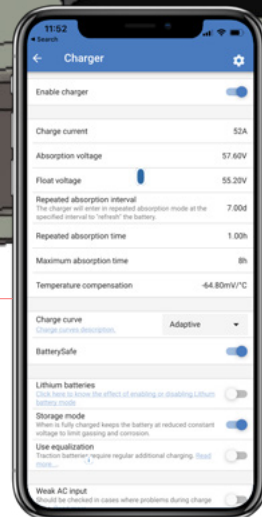 11:52
◂ Search
Charger
Enable charger
Charge current 52A
Absorption voltage 57.60V
Float voltage 55.20V
Repeated absorption interval
The charger will enter in repeated absorption mode at the 7.00d
specified interval to "refresh" the battery.
Repeated absorption time 1.00h
Maximum absorption time 8h
Temperature compensation -64.80mV/°C
Charge curve Adaptive
Charge curves description.
BatterySafe
Lithium batteries
Click here to know the effect of enabling or disabling Lithium
battery mode
Storage mode
When is fully charged keeps the battery at reduced constant
voltage to limit gassing and corrosion.
Use equalization
Traction batteries require regular additional charging. Read
more...
Weak AC input
Should be checked in cases where problems during charge